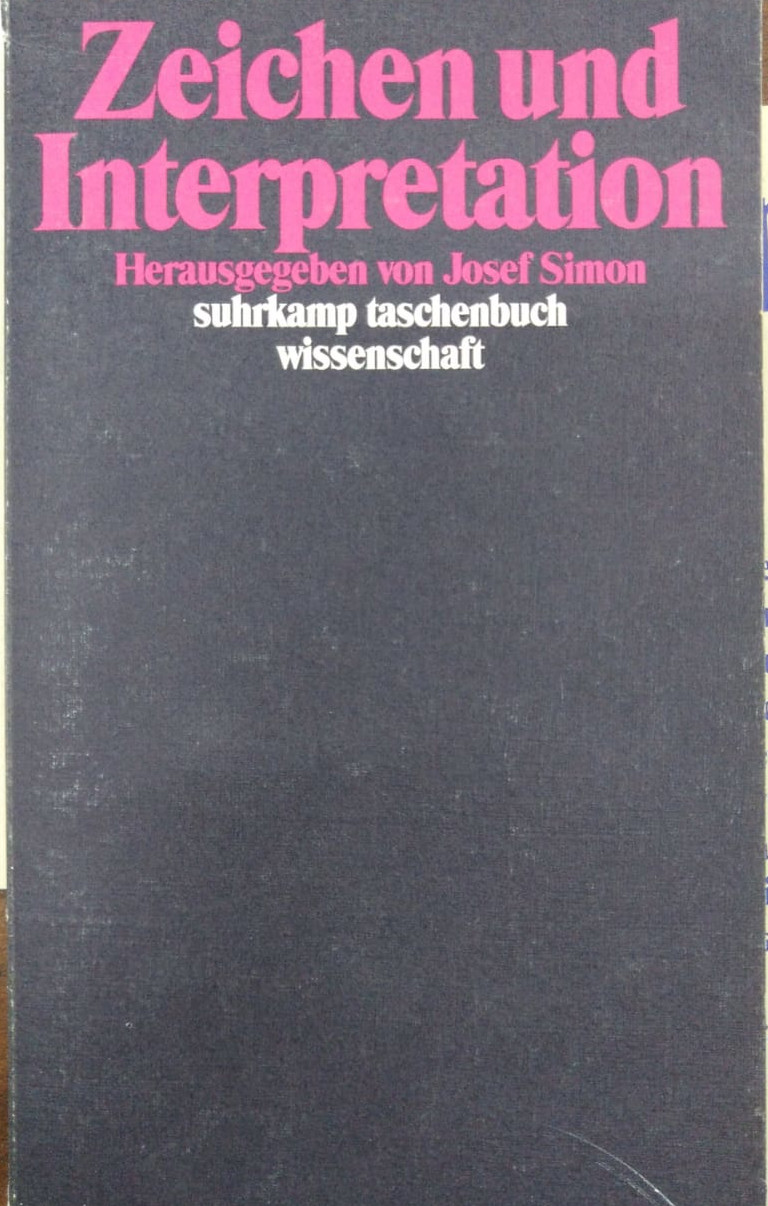 Zeichen und
Interpretation
Herausgegeben von Josef Simon
suhrkamp taschenbuch
wissenschaft